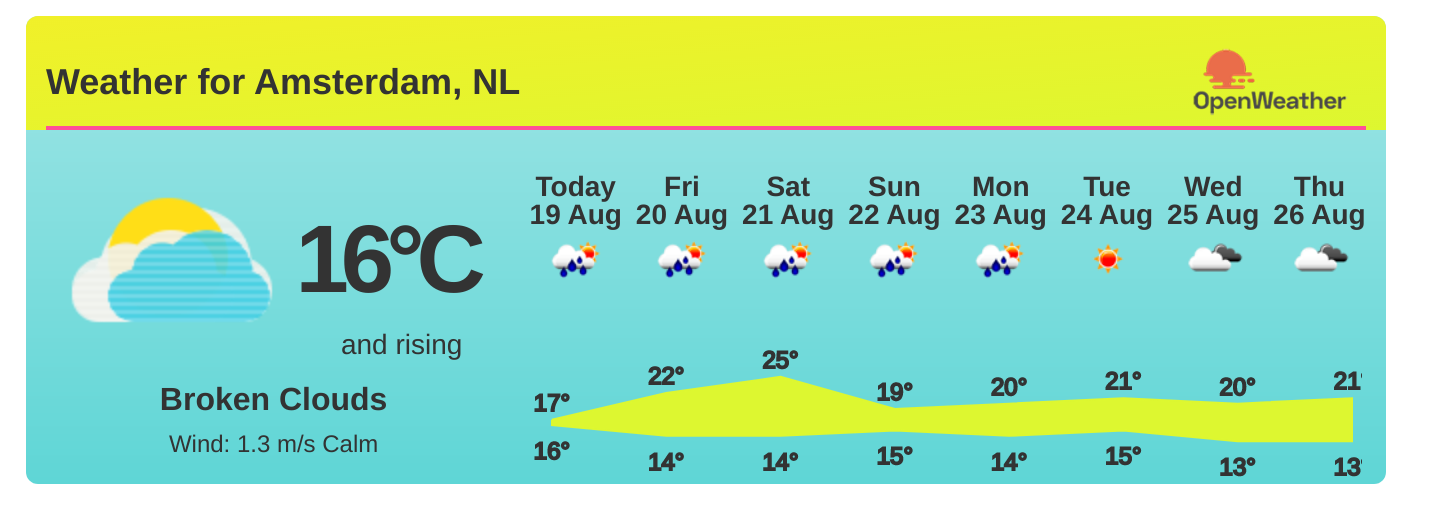 Weather for Amsterdam, NL
OpenWeather
16°C
and rising
Broken Clouds
Wind: 1.3 m/s Calm
Today Fri Sat Sun Mon Tue Wed Thu
19 Aug 20 Aug 21 Aug 22 Aug 23 Aug 24 Aug 25 Aug 26 Aug
17° 22° 25° 19° 20° 21° 20° 21°
16° 14° 14° 15° 14° 15° 13° 13°